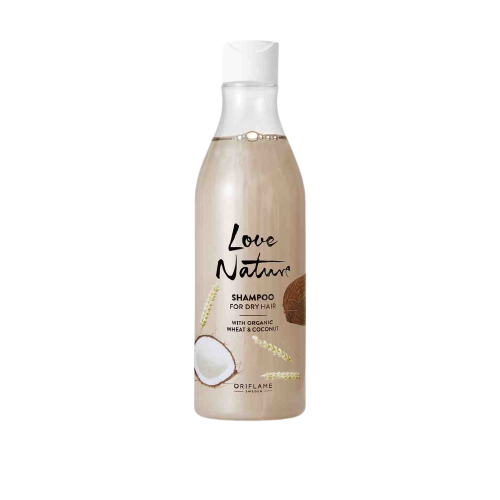 Love
Nature
SHAMPOO
FOR DRY HAIR
WITH ORGANIC
WHEAT & COCONUT
ORIFLAME
SWEDEN